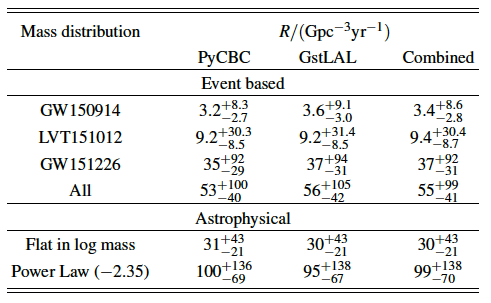 Mass distribution R/(Gpc⁻³yr⁻¹)
PyCBC GstLAL Combined
Event based
GW150914 3.2^{+8.3}_{−2.7} 3.6^{+9.1}_{−3.0} 3.4^{+8.6}_{−2.8}
LVT151012 9.2^{+30.3}_{−8.5} 9.2^{+31.4}_{−8.5} 9.4^{+30.4}_{−8.7}
GW151226 35^{+92}_{−29} 37^{+94}_{−31} 37^{+92}_{−31}
All 53^{+100}_{−40} 56^{+105}_{−42} 55^{+99}_{−41}
Astrophysical
Flat in log mass 31^{+43}_{−21} 30^{+43}_{−21} 30^{+43}_{−21}
Power Law (−2.35) 100^{+136}_{−69} 95^{+138}_{−67} 99^{+138}_{−70}